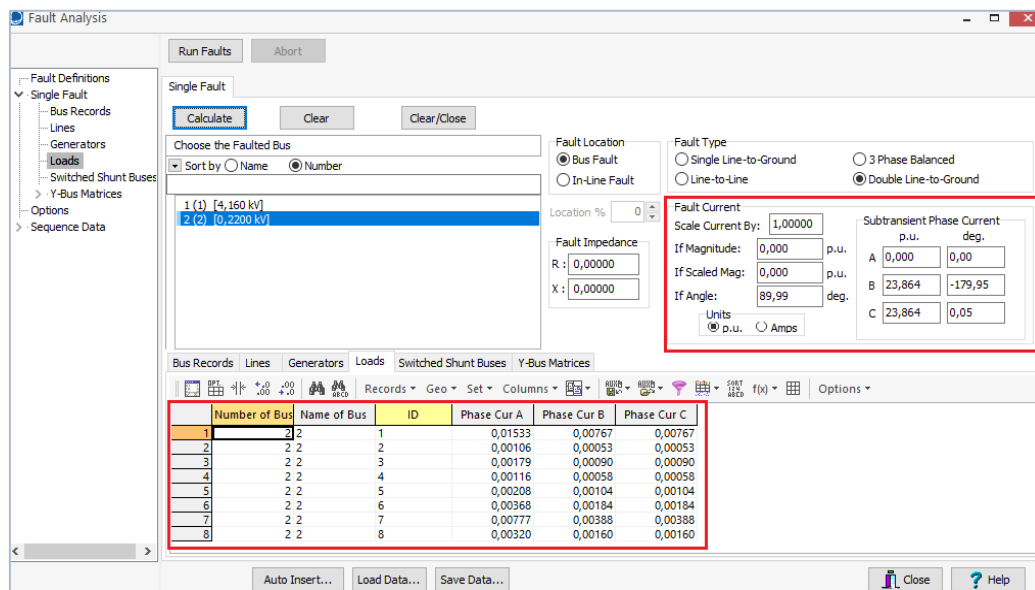 Fault Analysis
Run Faults Abort
Fault Definitions
Single Fault
Bus Records
Lines
Generators
Loads
Switched Shunt Buses
Y-Bus Matrices
Options
Sequence Data
Single Fault
Calculate Clear Clear/Close
Choose the Faulted Bus
Sort by Name Number
1 (1) [4,160 kV]
2 (2) [0,2200 kV]
Fault Location
Bus Fault
In-Line Fault
Location % 0
Fault Impedance
R : 0,00000
X : 0,00000
Fault Type
Single Line-to-Ground 3 Phase Balanced
Line-to-Line Double Line-to-Ground
Fault Current
Scale Current By: 1,00000
If Magnitude: 0,000 p.u.
If Scaled Mag: 0,000 p.u.
If Angle: 89,99 deg.
Units
p.u. Amps
Subtransient Phase Current
p.u. deg.
A 0,000 0,00
B 23,864 -179,95
C 23,864 0,05
Bus Records Lines Generators Loads Switched Shunt Buses Y-Bus Matrices
Records Geo Set Columns f(x) Options
Number of Bus Name of Bus ID Phase Cur A Phase Cur B Phase Cur C
1 2 2 1 0,01533 0,00767 0,00767
2 2 2 2 0,00106 0,00053 0,00053
3 2 2 3 0,00179 0,00090 0,00090
4 2 2 4 0,00116 0,00058 0,00058
5 2 2 5 0,00208 0,00104 0,00104
6 2 2 6 0,00368 0,00184 0,00184
7 2 2 7 0,00777 0,00388 0,00388
8 2 2 8 0,00320 0,00160 0,00160
Auto Insert... Load Data... Save Data... Close ? Help